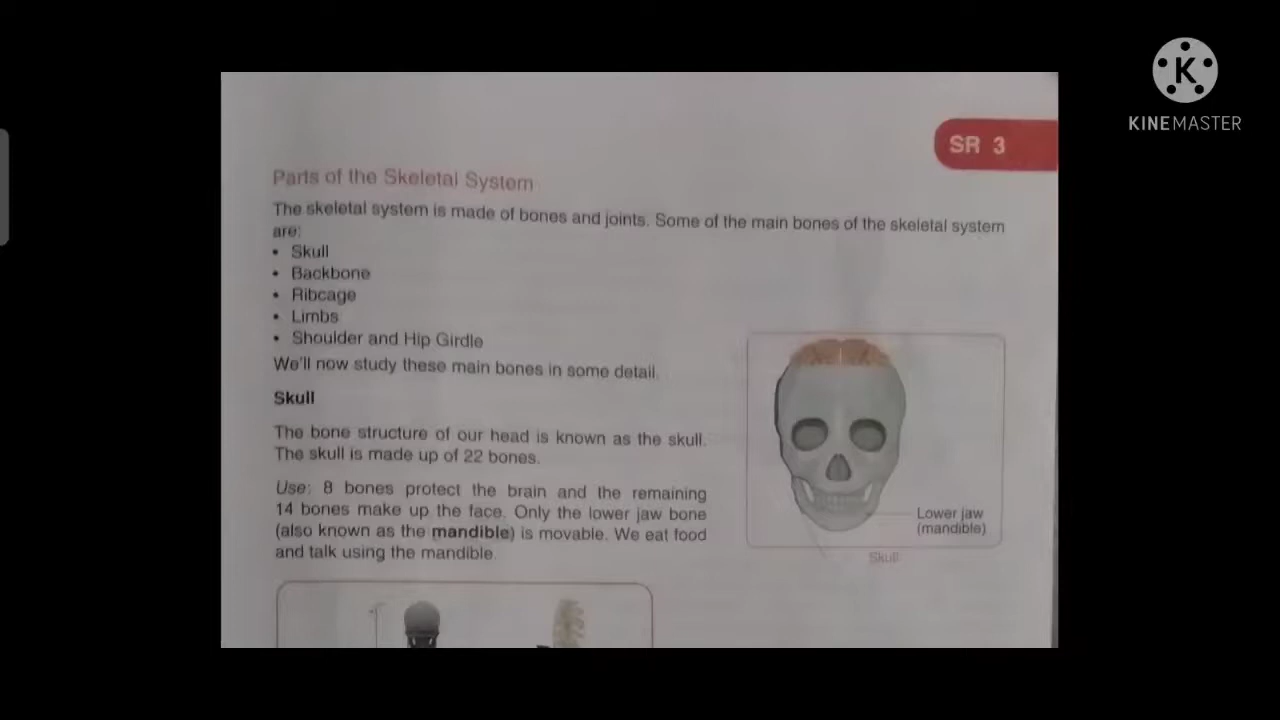 KINEMASTER
SR 3
Parts of the Skeletal System
The skeletal system is made of bones and joints. Some of the main bones of the skeletal system
are:
• Skull
• Backbone
• Ribcage
• Limbs
• Shoulder and Hip Girdle
We'll now study these main bones in some detail.
Skull
The bone structure of our head is known as the skull.
The skull is made up of 22 bones.
Use: 8 bones protect the brain and the remaining
14 bones make up the face. Only the lower jaw bone
(also known as the mandible) is movable. We eat food
and talk using the mandible.
Lower jaw
(mandible)
Skull